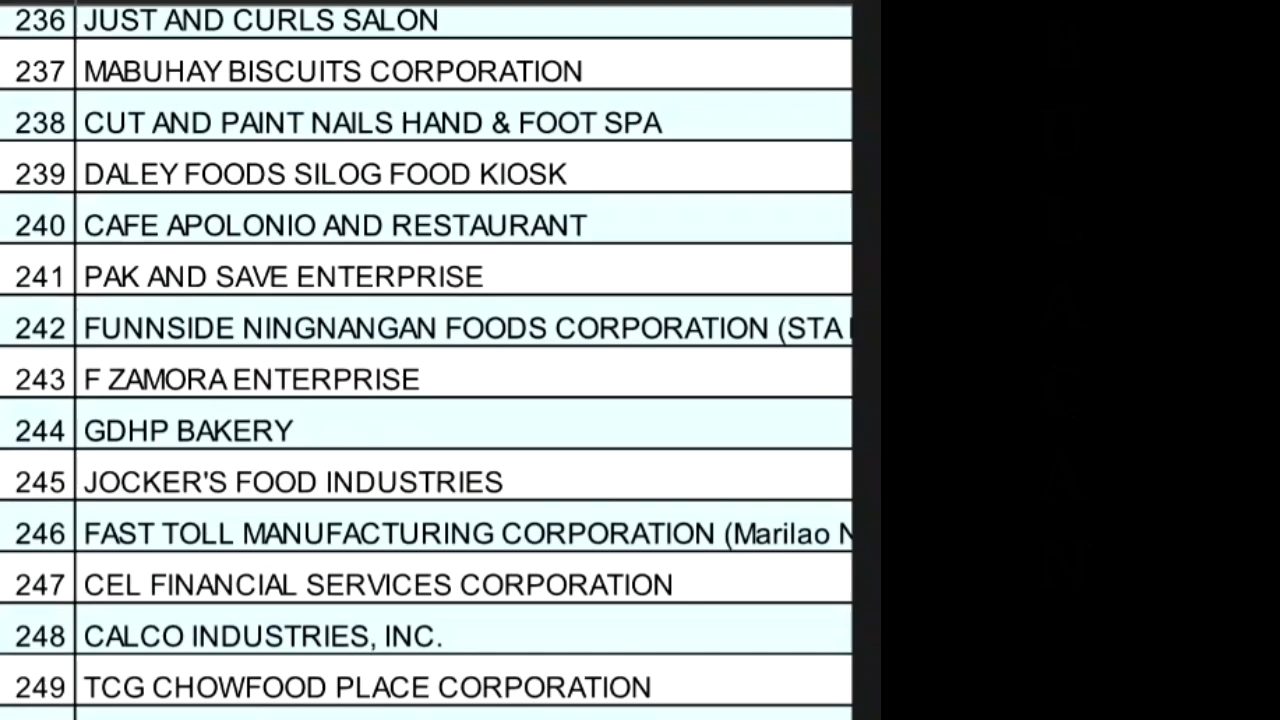 236 JUST AND CURLS SALON
237 MABUHAY BISCUITS CORPORATION
238 CUT AND PAINT NAILS HAND & FOOT SPA
239 DALEY FOODS SILOG FOOD KIOSK
240 CAFE APOLONIO AND RESTAURANT
241 PAK AND SAVE ENTERPRISE
242 FUNNSIDE NINGNANGAN FOODS CORPORATION (STA
243 F ZAMORA ENTERPRISE
244 GDHP BAKERY
245 JOCKER'S FOOD INDUSTRIES
246 FAST TOLL MANUFACTURING CORPORATION (Marilao
247 CEL FINANCIAL SERVICES CORPORATION
248 CALCO INDUSTRIES, INC.
249 TCG CHOWFOOD PLACE CORPORATION